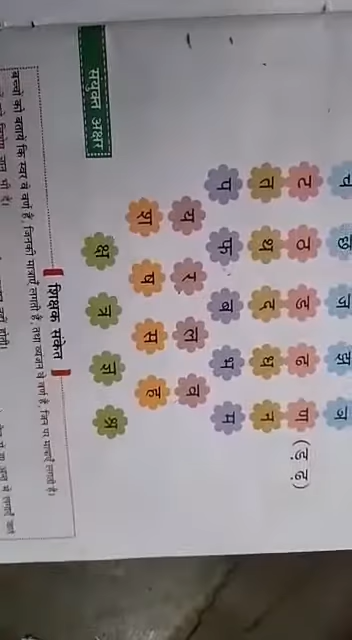 च छ ज झ ञ
ट ठ ड ढ ण (ड़ ढ़)
त थ द ध न
प फ ब भ म
य र ल व
श ष स ह
संयुक्त अक्षर
क्ष त्र ज्ञ श्र
शिक्षक संकेत
बच्चों को बतायें कि स्वर वे वर्ण हैं, जिनकी मात्राएँ लगती हैं, तथा व्यंजन वे वर्ण हैं, जिन पर मात्राएँ लगती हैं।